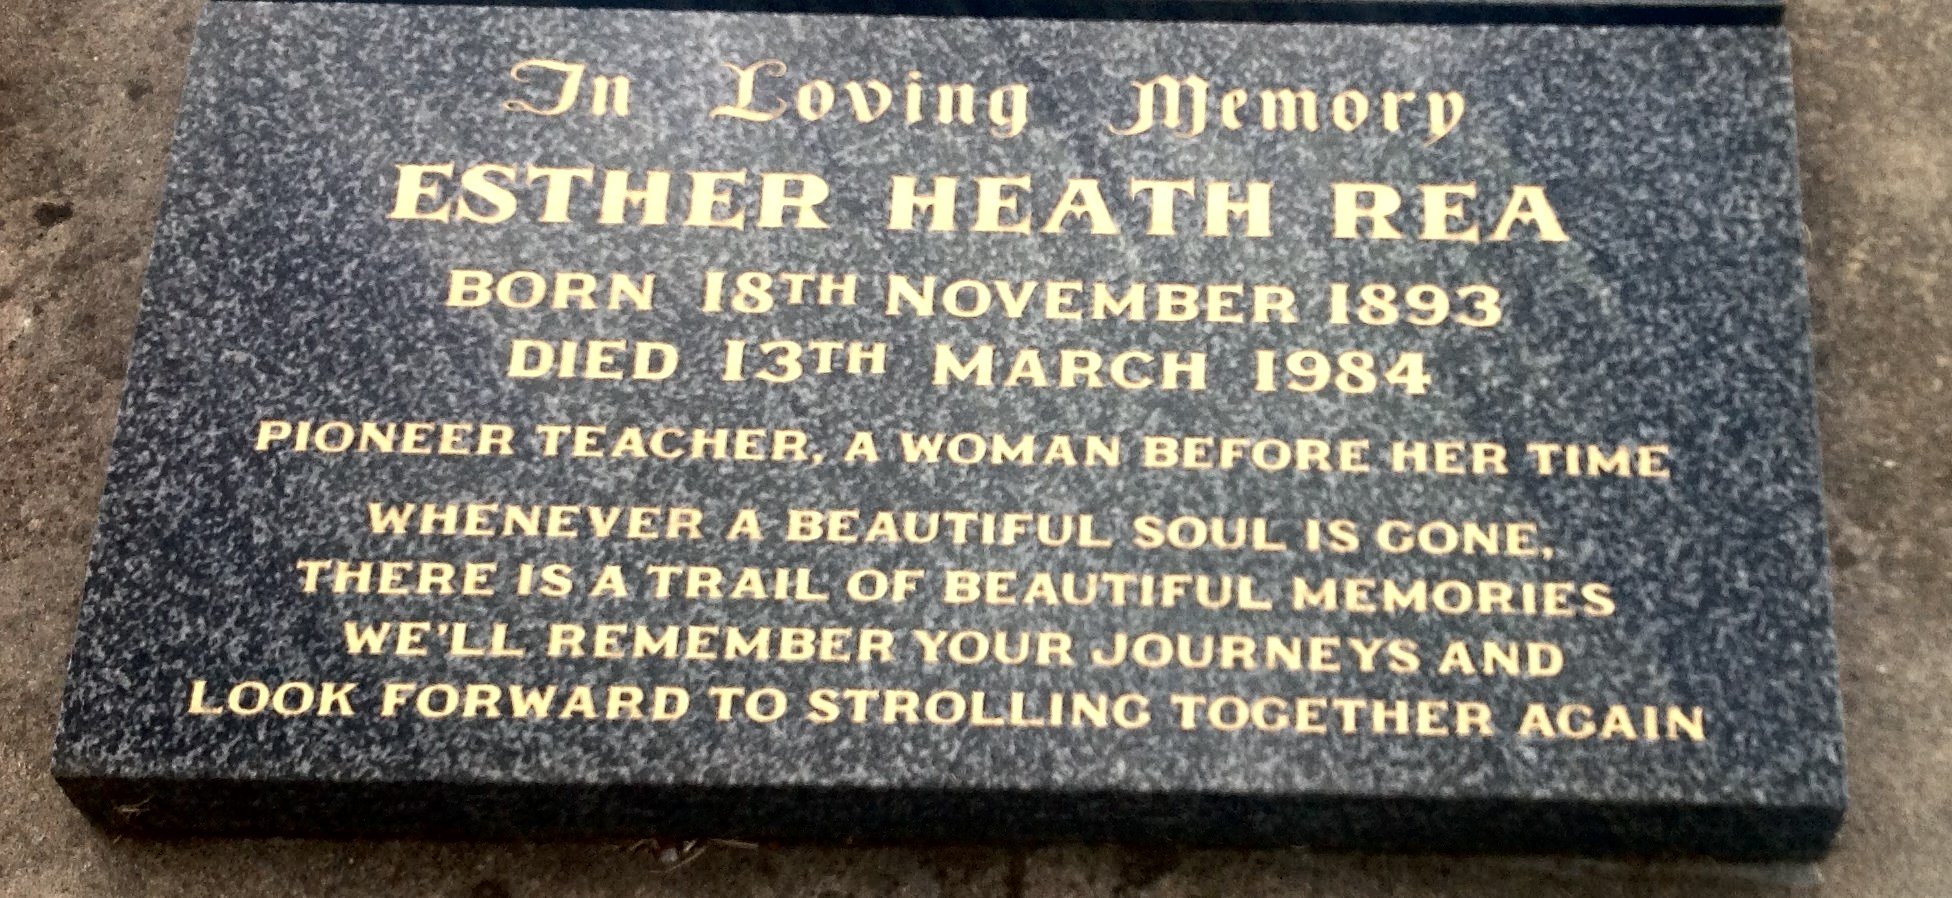 In Loving Memory
ESTHER HEATH REA
BORN 18TH NOVEMBER 1893
DIED 13TH MARCH 1984
PIONEER TEACHER, A WOMAN BEFORE HER TIME
WHENEVER A BEAUTIFUL SOUL IS GONE,
THERE IS A TRAIL OF BEAUTIFUL MEMORIES
WE'LL REMEMBER YOUR JOURNEYS AND
LOOK FORWARD TO STROLLING TOGETHER AGAIN